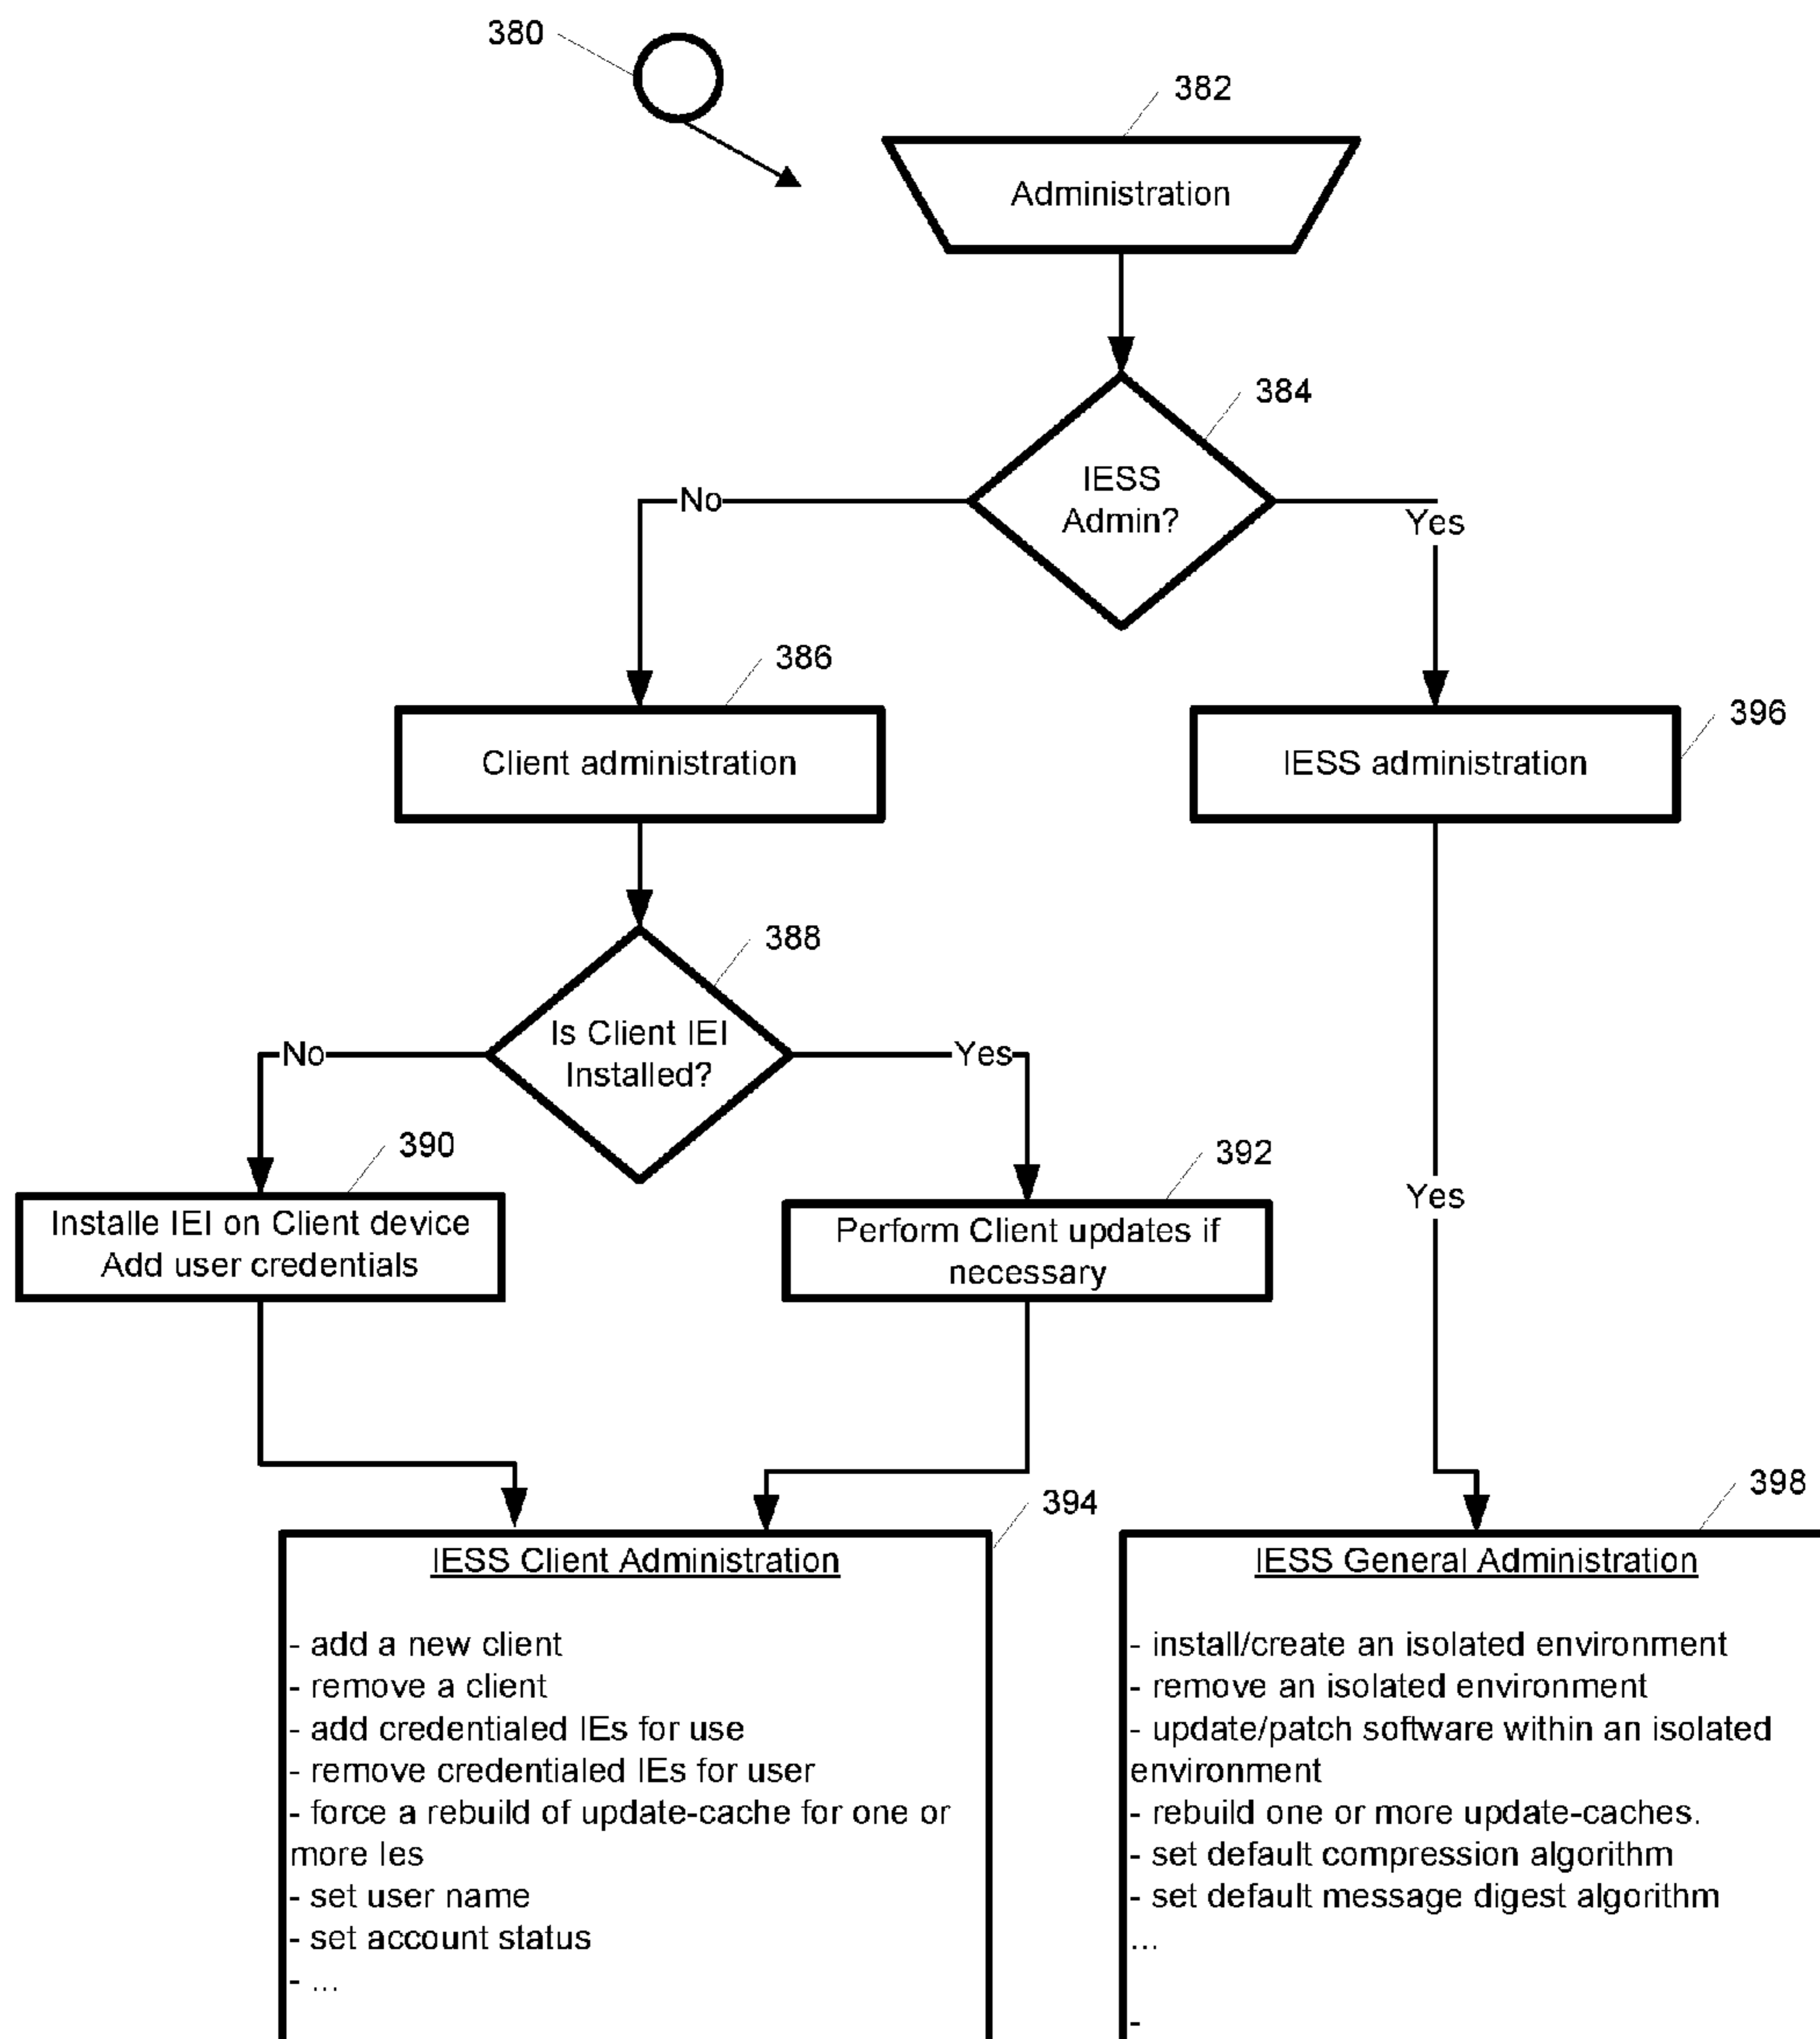 380
382
Administration
384
IESS
Admin?
No
Yes
386
Client administration
396
IESS administration
388
Is Client IEI
Installed?
No
Yes
390
Installe IEI on Client device
Add user credentials
392
Perform Client updates if
necessary
Yes
394
IESS Client Administration
- add a new client
- remove a client
- add credentialed IEs for use
- remove credentialed IEs for user
- force a rebuild of update-cache for one or
more Ies
- set user name
- set account status
- ...
398
IESS General Administration
- install/create an isolated environment
- remove an isolated environment
- update/patch software within an isolated
environment
- rebuild one or more update-caches.
- set default compression algorithm
- set default message digest algorithm
...
-